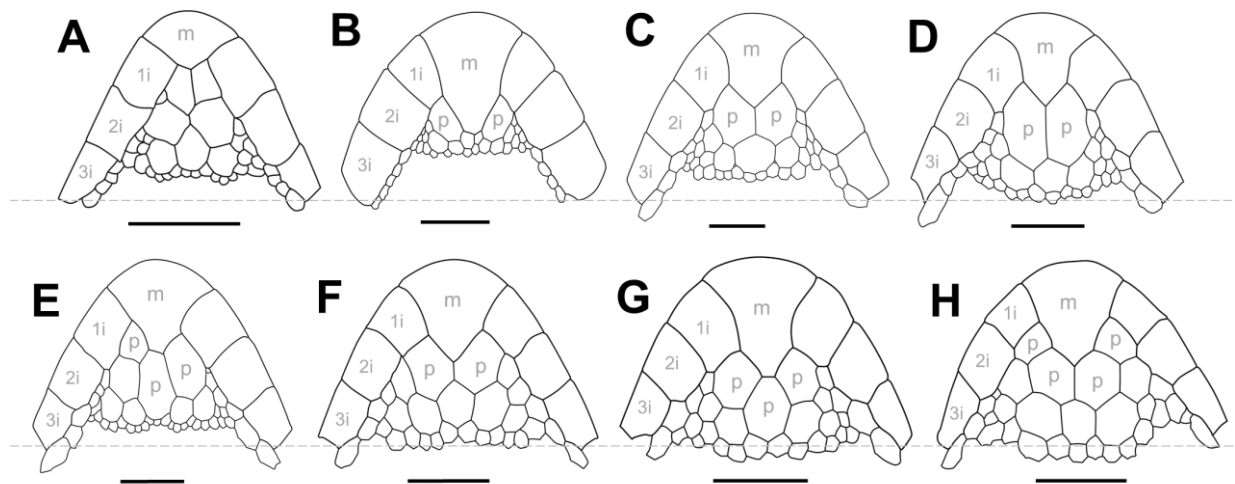 A m 1i 2i 3i
B m 1i 2i 3i p p
C m 1i 2i 3i p p
D m 1i 2i 3i p p
E m 1i 2i 3i p p p
F m 1i 2i 3i p p
G m 1i 2i 3i p p p
H m 1i 2i 3i p p p p